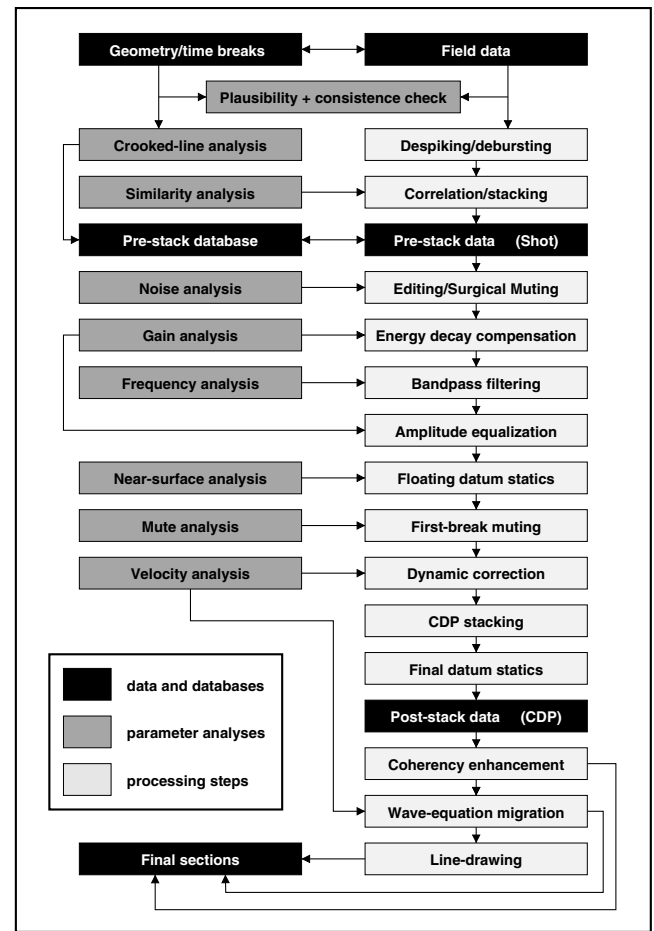 Geometry/time breaks
Field data
Plausibility + consistence check
Crooked-line analysis
Despiking/debursting
Similarity analysis
Correlation/stacking
Pre-stack database
Pre-stack data (Shot)
Noise analysis
Editing/Surgical Muting
Gain analysis
Energy decay compensation
Frequency analysis
Bandpass filtering
Amplitude equalization
Near-surface analysis
Floating datum statics
Mute analysis
First-break muting
Velocity analysis
Dynamic correction
CDP stacking
Final datum statics
data and databases
Post-stack data (CDP)
parameter analyses
Coherency enhancement
processing steps
Wave-equation migration
Final sections
Line-drawing